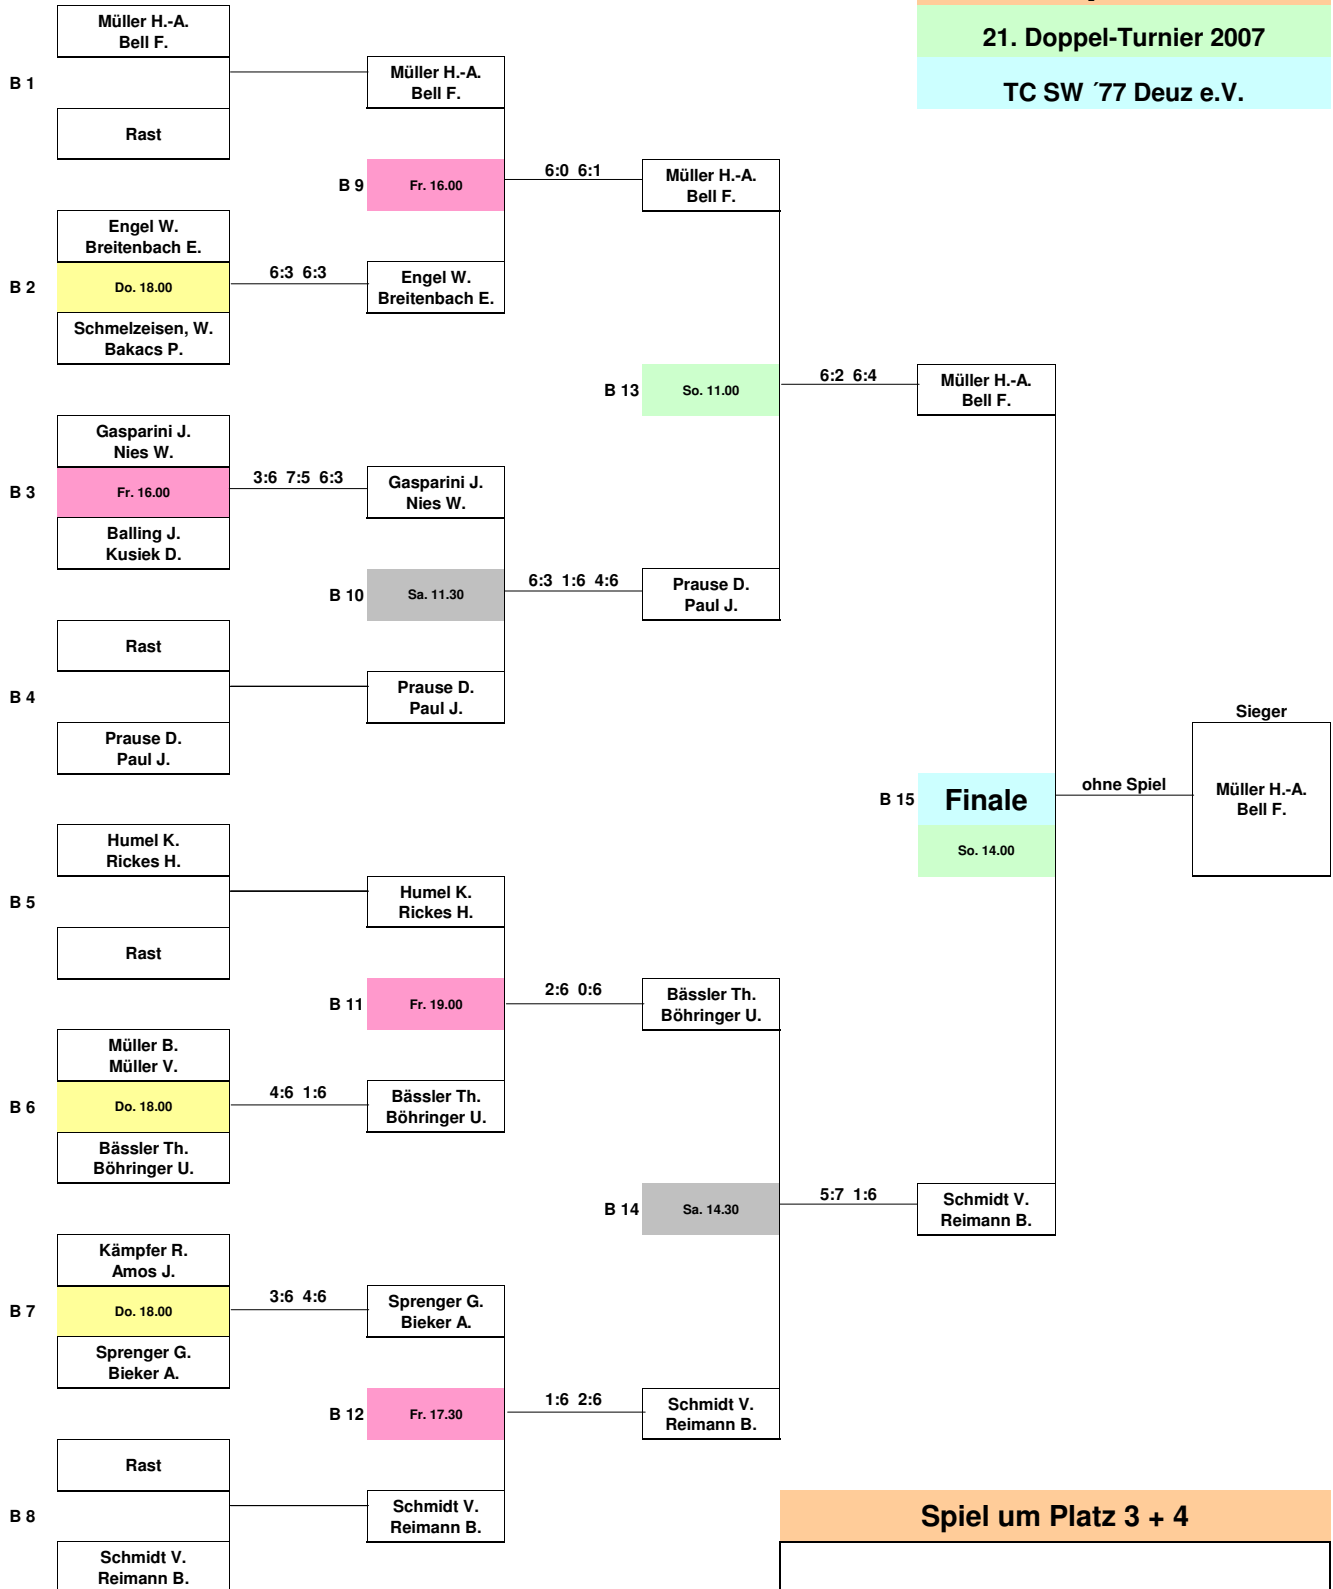 21. Doppel-Turnier 2007
TC SW ´77 Deuz e.V.
Müller H.-A.
Bell F.
B 1
Rast
Müller H.-A.
Bell F.
B 9
Fr. 16.00
6:0 6:1
Müller H.-A.
Bell F.
Engel W.
Breitenbach E.
B 2
Do. 18.00
6:3 6:3
Schmelzeisen, W.
Bakacs P.
Engel W.
Breitenbach E.
B 13
So. 11.00
6:2 6:4
Müller H.-A.
Bell F.
Gasparini J.
Nies W.
B 3
Fr. 16.00
3:6 7:5 6:3
Balling J.
Kusiek D.
Gasparini J.
Nies W.
B 10
Sa. 11.30
6:3 1:6 4:6
Prause D.
Paul J.
Rast
B 4
Prause D.
Paul J.
Prause D.
Paul J.
Sieger
B 15
Finale
So. 14.00
ohne Spiel
Müller H.-A.
Bell F.
Humel K.
Rickes H.
B 5
Rast
Humel K.
Rickes H.
B 11
Fr. 19.00
2:6 0:6
Bässler Th.
Böhringer U.
Müller B.
Müller V.
B 6
Do. 18.00
4:6 1:6
Bässler Th.
Böhringer U.
Bässler Th.
Böhringer U.
B 14
Sa. 14.30
5:7 1:6
Schmidt V.
Reimann B.
Kämpfer R.
Amos J.
B 7
Do. 18.00
3:6 4:6
Sprenger G.
Bieker A.
Sprenger G.
Bieker A.
B 12
Fr. 17.30
1:6 2:6
Schmidt V.
Reimann B.
Rast
B 8
Schmidt V.
Reimann B.
Schmidt V.
Reimann B.
Spiel um Platz 3 + 4